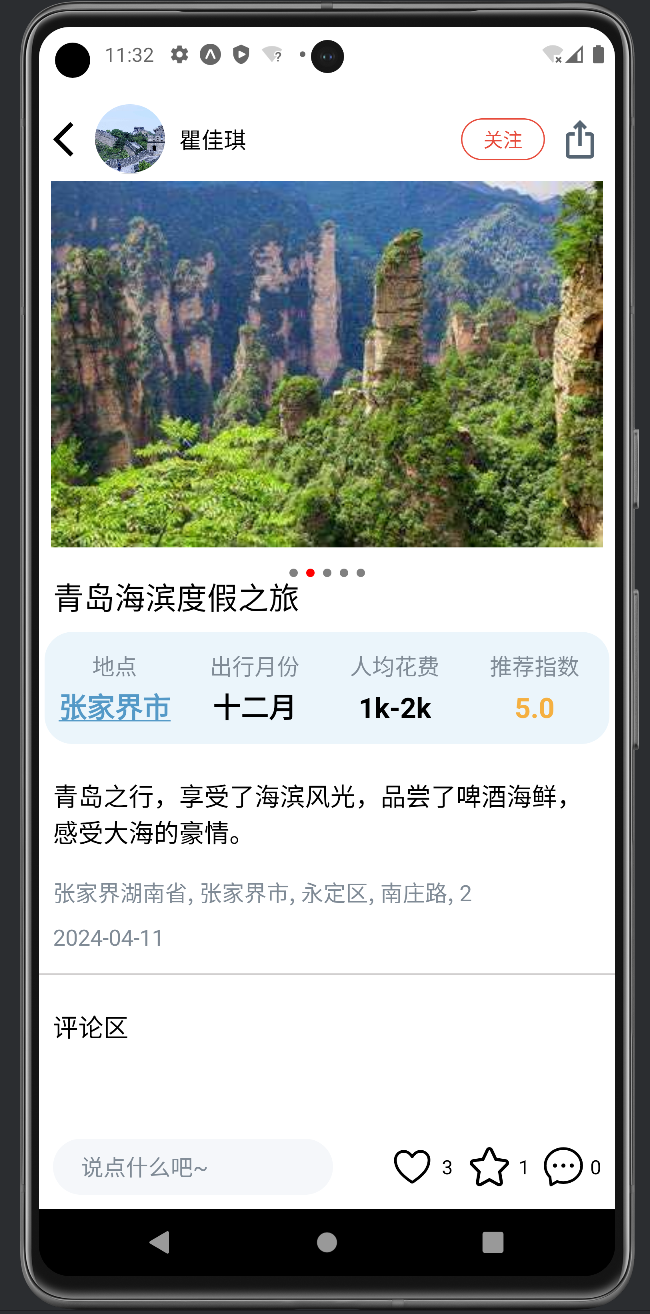 11:32
瞿佳琪
关注
青岛海滨度假之旅
地点 出行月份 人均花费 推荐指数
张家界市 十二月 1k-2k 5.0
青岛之行，享受了海滨风光，品尝了啤酒海鲜，
感受大海的豪情。
张家界湖南省, 张家界市, 永定区, 南庄路, 2
2024-04-11
评论区
说点什么吧~ 3 1 0